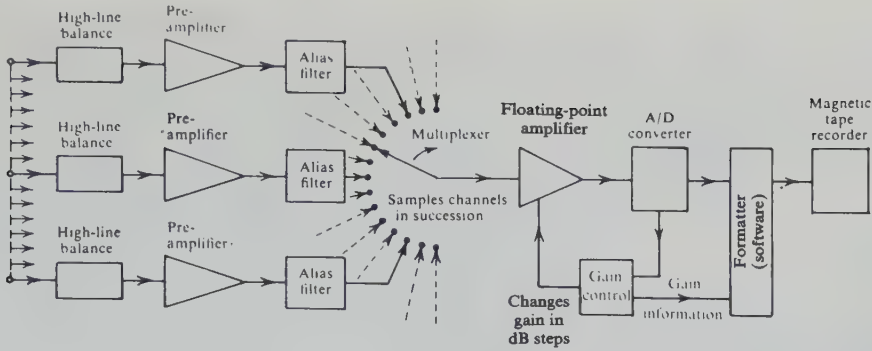 High-line
balance
Pre-
amplifier
Alias
filter
High-line
balance
Pre-
amplifier
Alias
filter
High-line
balance
Pre-
amplifier
Alias
filter
Multiplexer
Samples channels
in succession
Floating-point
amplifier
A/D
converter
Magnetic
tape
recorder
Formatter
(software)
Gain
control
Gain
information
Changes
gain in
dB steps